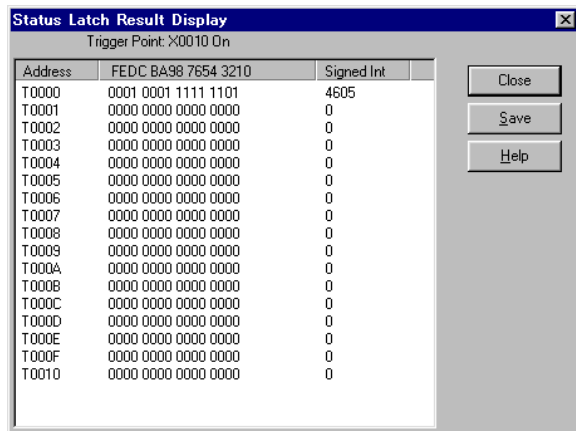 Status Latch Result Display
Trigger Point: X0010 On
Address FEDC BA98 7654 3210 Signed Int
T0000 0001 0001 1111 1101 4605
T0001 0000 0000 0000 0000 0
T0002 0000 0000 0000 0000 0
T0003 0000 0000 0000 0000 0
T0004 0000 0000 0000 0000 0
T0005 0000 0000 0000 0000 0
T0006 0000 0000 0000 0000 0
T0007 0000 0000 0000 0000 0
T0008 0000 0000 0000 0000 0
T0009 0000 0000 0000 0000 0
T000A 0000 0000 0000 0000 0
T000B 0000 0000 0000 0000 0
T000C 0000 0000 0000 0000 0
T000D 0000 0000 0000 0000 0
T000E 0000 0000 0000 0000 0
T000F 0000 0000 0000 0000 0
T0010 0000 0000 0000 0000 0
Close
Save
Help